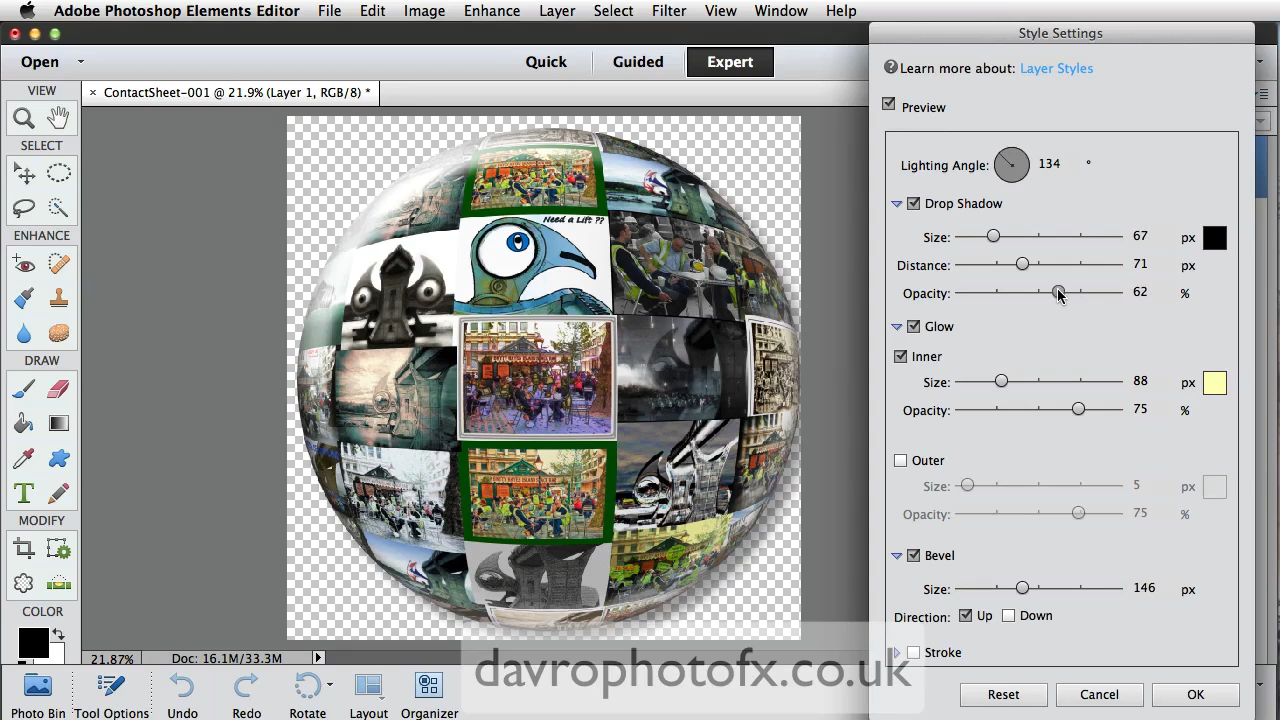 Adobe Photoshop Elements Editor File Edit Image Enhance Layer Select Filter View Window Help
Style Settings
Open Quick Guided Expert
Learn more about: Layer Styles
VIEW
× ContactSheet-001 @ 21.9% (Layer 1, RGB/8) *
Preview
SELECT
Lighting Angle: 134 °
Drop Shadow
Need a Lift ??
ENHANCE
Size: 67 px
Distance: 71 px
Opacity: 62 %
Glow
Inner
DRAW
Size: 88 px
Opacity: 75 %
Outer
Size: 5 px
Opacity: 75 %
MODIFY
Bevel
Size: 146 px
COLOR
Direction: Up Down
Stroke
21.87% Doc: 16.1M/33.3M
davrophotofx.co.uk
Reset Cancel OK
Photo Bin Tool Options Undo Redo Rotate Layout Organizer